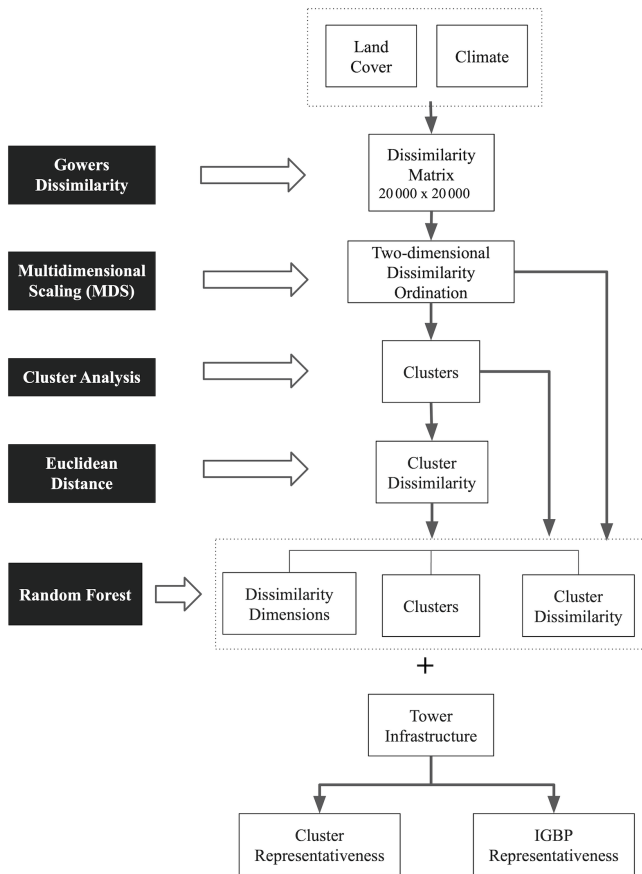 Land
Cover
Climate
Gowers
Dissimilarity
Dissimilarity
Matrix
20 000 x 20 000
Multidimensional
Scaling (MDS)
Two-dimensional
Dissimilarity
Ordination
Cluster Analysis
Clusters
Euclidean
Distance
Cluster
Dissimilarity
Random Forest
Dissimilarity
Dimensions
Clusters
Cluster
Dissimilarity
+
Tower
Infrastructure
Cluster
Representativeness
IGBP
Representativeness